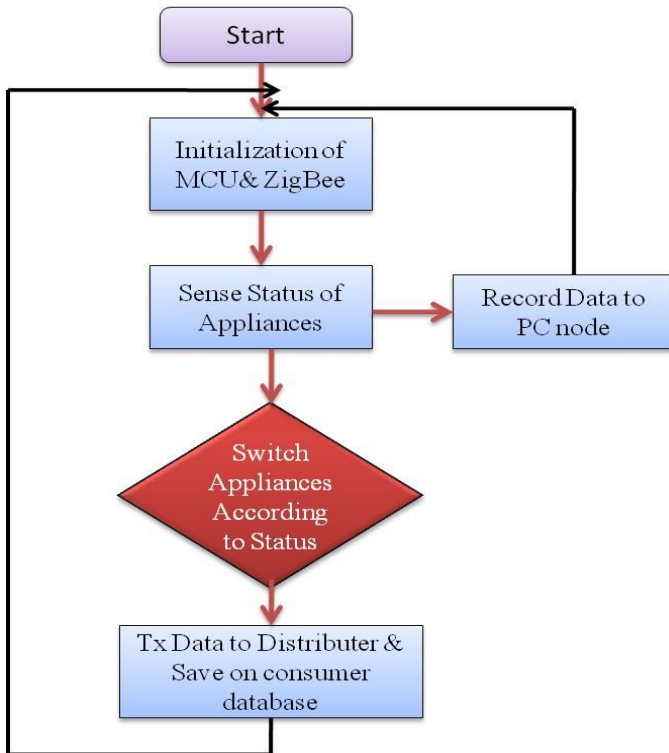 Start
Initialization of
MCU& ZigBee
Sense Status of
Appliances
Record Data to
PC node
Switch
Appliances
According
to Status
Tx Data to Distributer &
Save on consumer
database